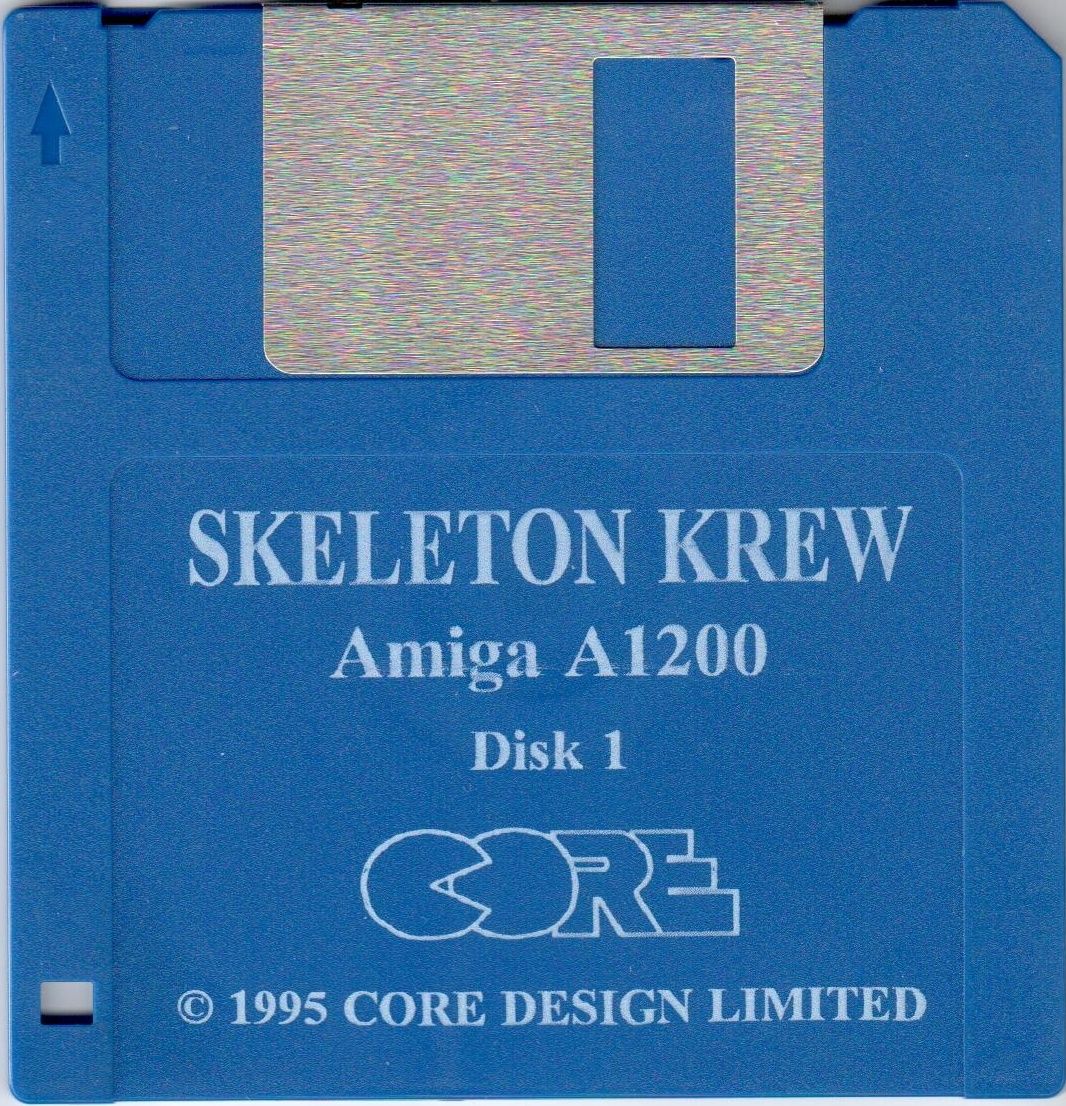 SKELETON KREW
Amiga A1200
Disk 1
CORE
© 1995 CORE DESIGN LIMITED